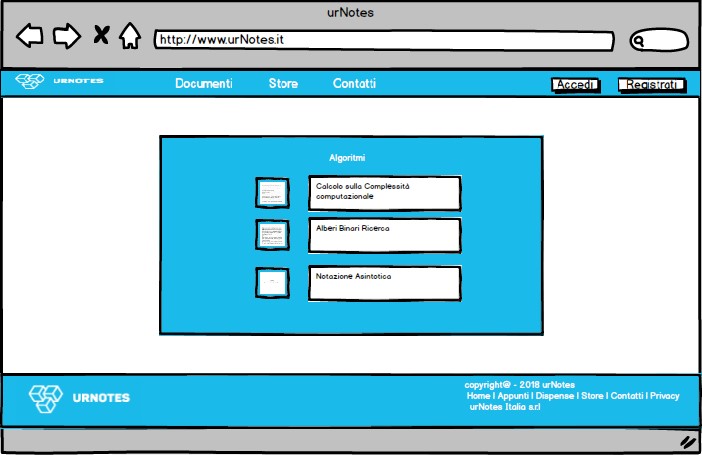 urNotes
http://www.urNotes.it
URNOTES
Documenti
Store
Contatti
Accedi
Registrati
Algoritmi
Calcolo sulla Complessità
computazionale
Alberi Binari Ricerca
Notazione Asintotica
URNOTES
copyright@ - 2018 urNotes
Home | Appunti | Dispense | Store | Contatti | Privacy
urNotes Italia s.r.l